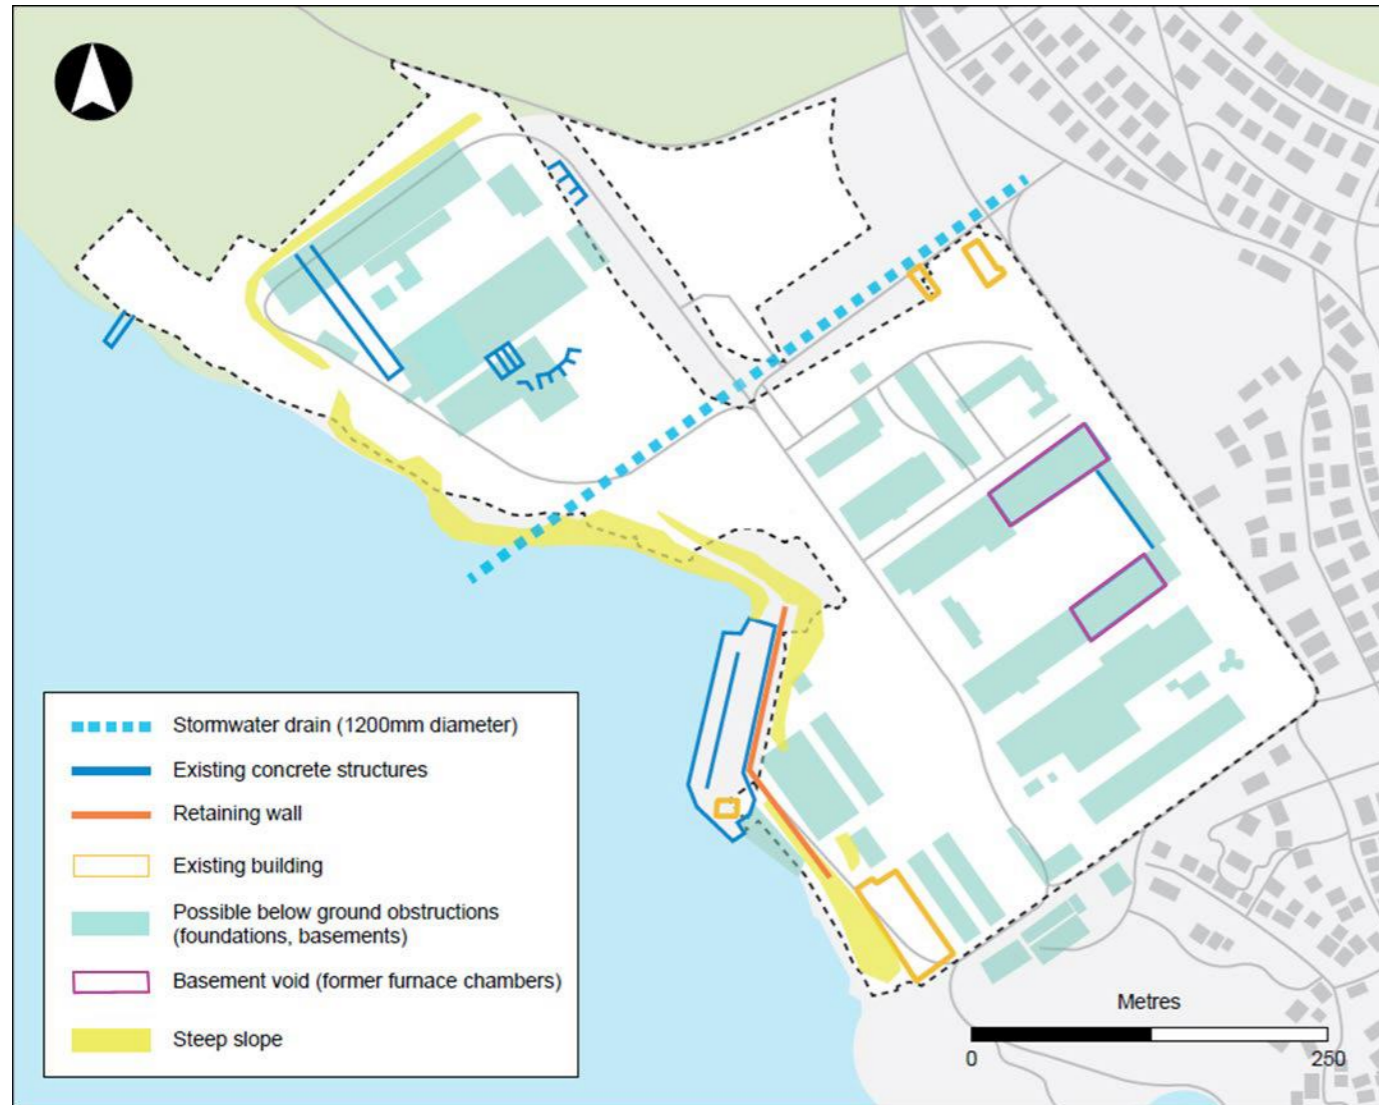 Stormwater drain (1200mm diameter)
Existing concrete structures
Retaining wall
Existing building
Possible below ground obstructions
(foundations, basements)
Basement void (former furnace chambers)
Steep slope
Metres
0 250